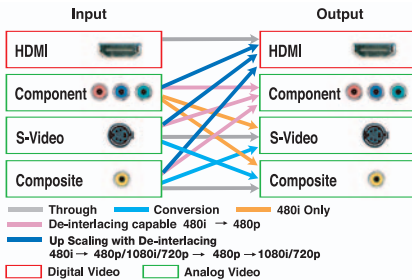 Input Output
HDMI HDMI
Component Component
S-Video S-Video
Composite Composite
Through Conversion 480i Only
De-interlacing capable 480i → 480p
Up Scaling with De-interlacing
480i → 480p/1080i/720p → 480p → 1080i/720p
Digital Video Analog Video